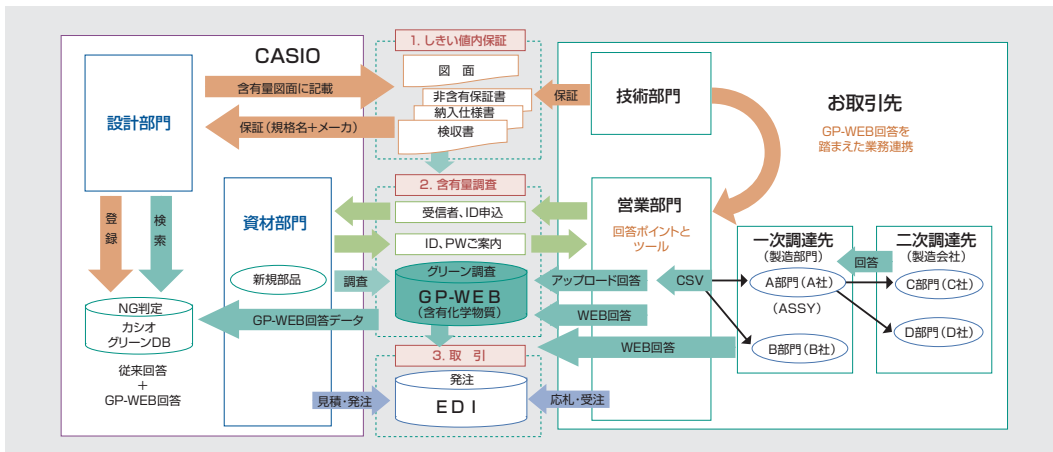 CASIO
設計部門
含有量図面に記載
保証（規格名＋メーカ）
登録
検索
資材部門
新規部品
調査
NG判定
カシオ
グリーンDB
従来回答
＋
GP-WEB回答
GP-WEB回答データ
見積・発注
1. しきい値内保証
図　面
非含有保証書
納入仕様書
検収書
2. 含有量調査
受信者、ID申込
ID、PWご案内
グリーン調査
GP-WEB
（含有化学物質）
3. 取　引
発注
EDI
保証
技術部門
お取引先
GP-WEB回答を
踏まえた業務連携
営業部門
回答ポイントと
ツール
アップロード回答
CSV
WEB回答
WEB回答
応札・受注
一次調達先
（製造部門）
A部門（A社）
（ASSY）
B部門（B社）
回答
二次調達先
（製造会社）
C部門（C社）
D部門（D社）